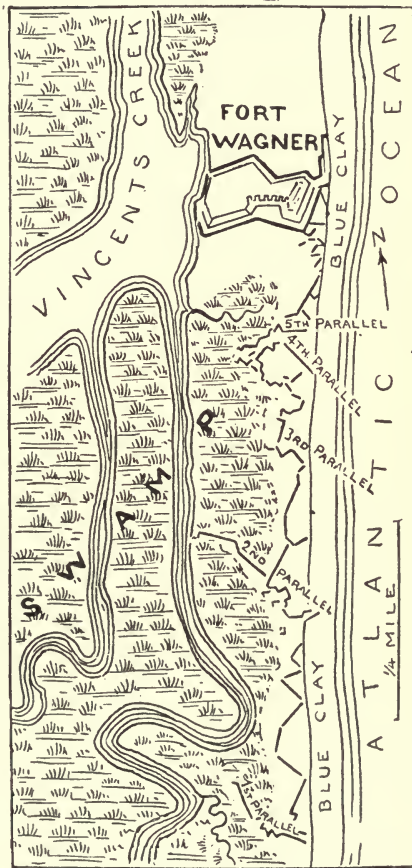 FORT
WAGNER
VINCENTS CREEK
BLUE CLAY
ATLANTIC OCEAN
N
5TH PARALLEL
4TH PARALLEL
3RD PARALLEL
SWAMP
2ND PARALLEL
¼ MILE
BLUE CLAY
1ST PARALLEL